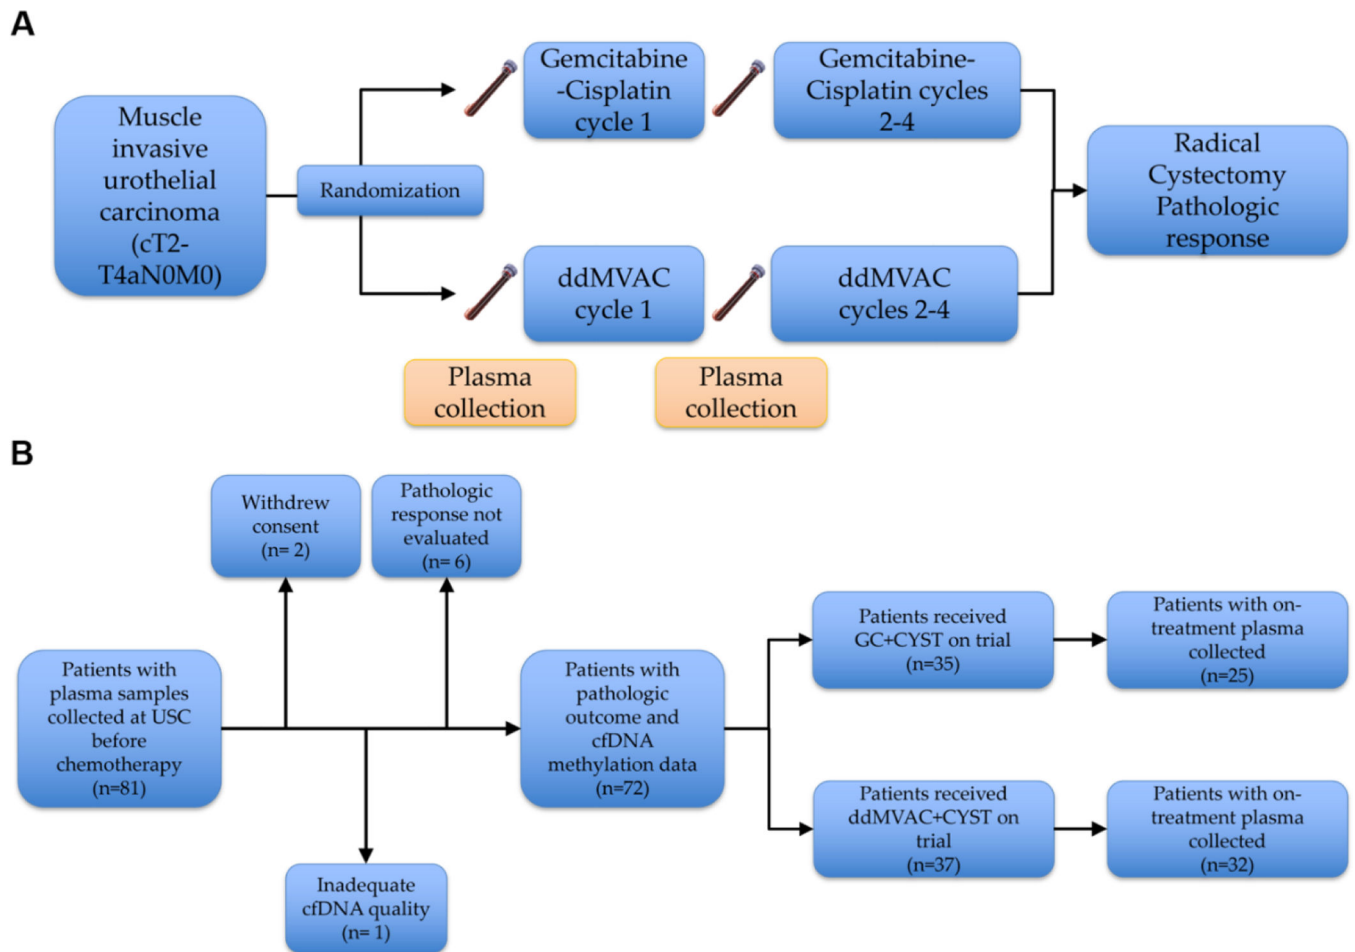 A
Muscle
invasive
urothelial
carcinoma
(cT2-
T4aN0M0)
Randomization
Gemcitabine
-Cisplatin
cycle 1
Gemcitabine-
Cisplatin cycles
2-4
ddMVAC
cycle 1
ddMVAC
cycles 2-4
Radical
Cystectomy
Pathologic
response
Plasma
collection
Plasma
collection
B
Patients with
plasma samples
collected at USC
before
chemotherapy
(n=81)
Withdrew
consent
(n= 2)
Pathologic
response not
evaluated
(n= 6)
Inadequate
cfDNA quality
(n= 1)
Patients with
pathologic
outcome and
cfDNA
methylation data
(n=72)
Patients received
GC+CYST on trial
(n=35)
Patients with on-
treatment plasma
collected
(n=25)
Patients received
ddMVAC+CYST on
trial
(n=37)
Patients with on-
treatment plasma
collected
(n=32)